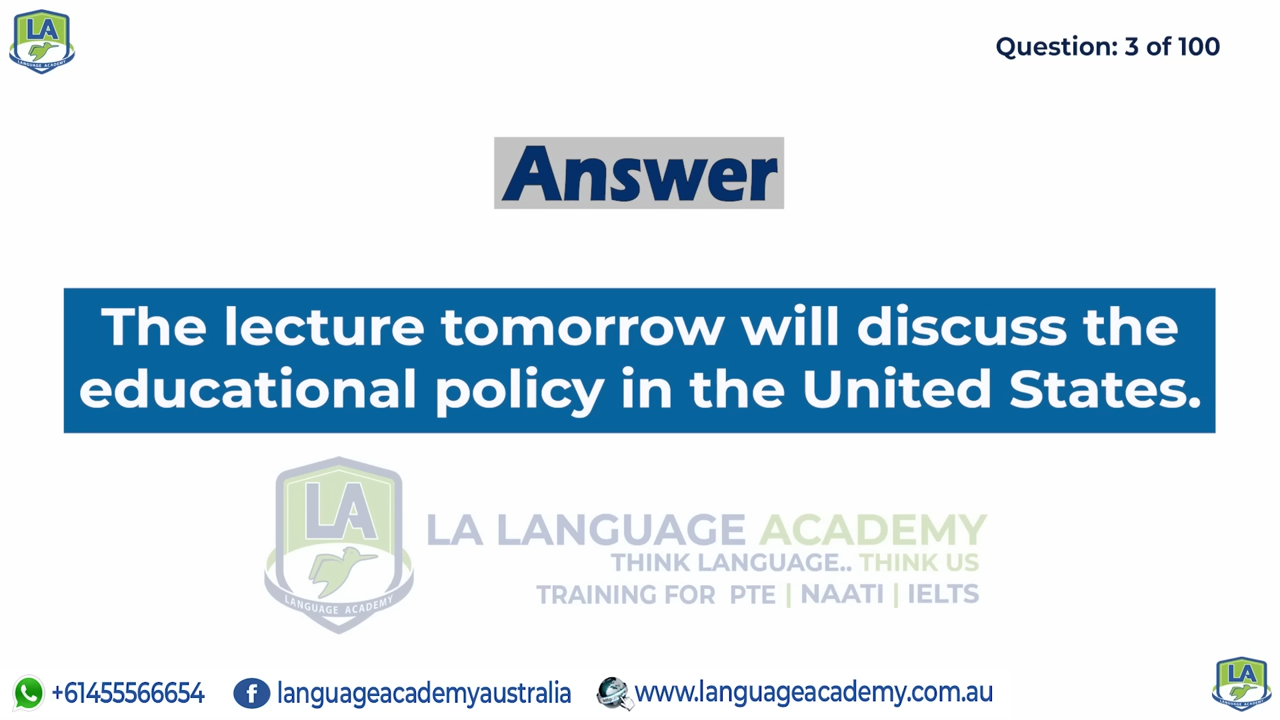 LA
LANGUAGE ACADEMY
Question: 3 of 100
Answer
The lecture tomorrow will discuss the
educational policy in the United States.
LA
LANGUAGE ACADEMY
LA LANGUAGE ACADEMY
THINK LANGUAGE.. THINK US
TRAINING FOR PTE | NAATI | IELTS
+61455566654
languageacademyaustralia
www.languageacademy.com.au
LA
LANGUAGE ACADEMY